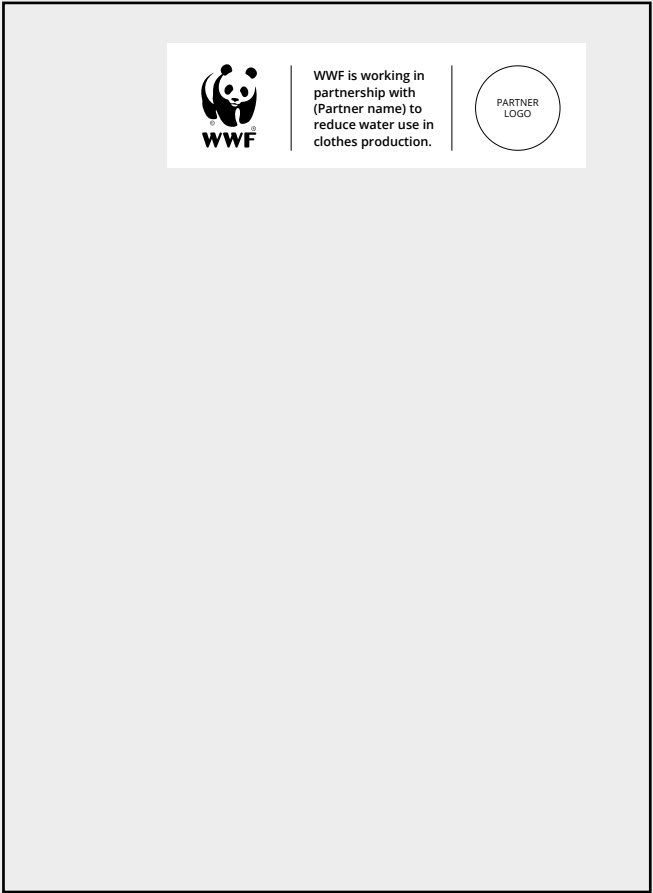 WWF is working in
partnership with
(Partner name) to
reduce water use in
clothes production.
©
®
WWF
PARTNER
LOGO